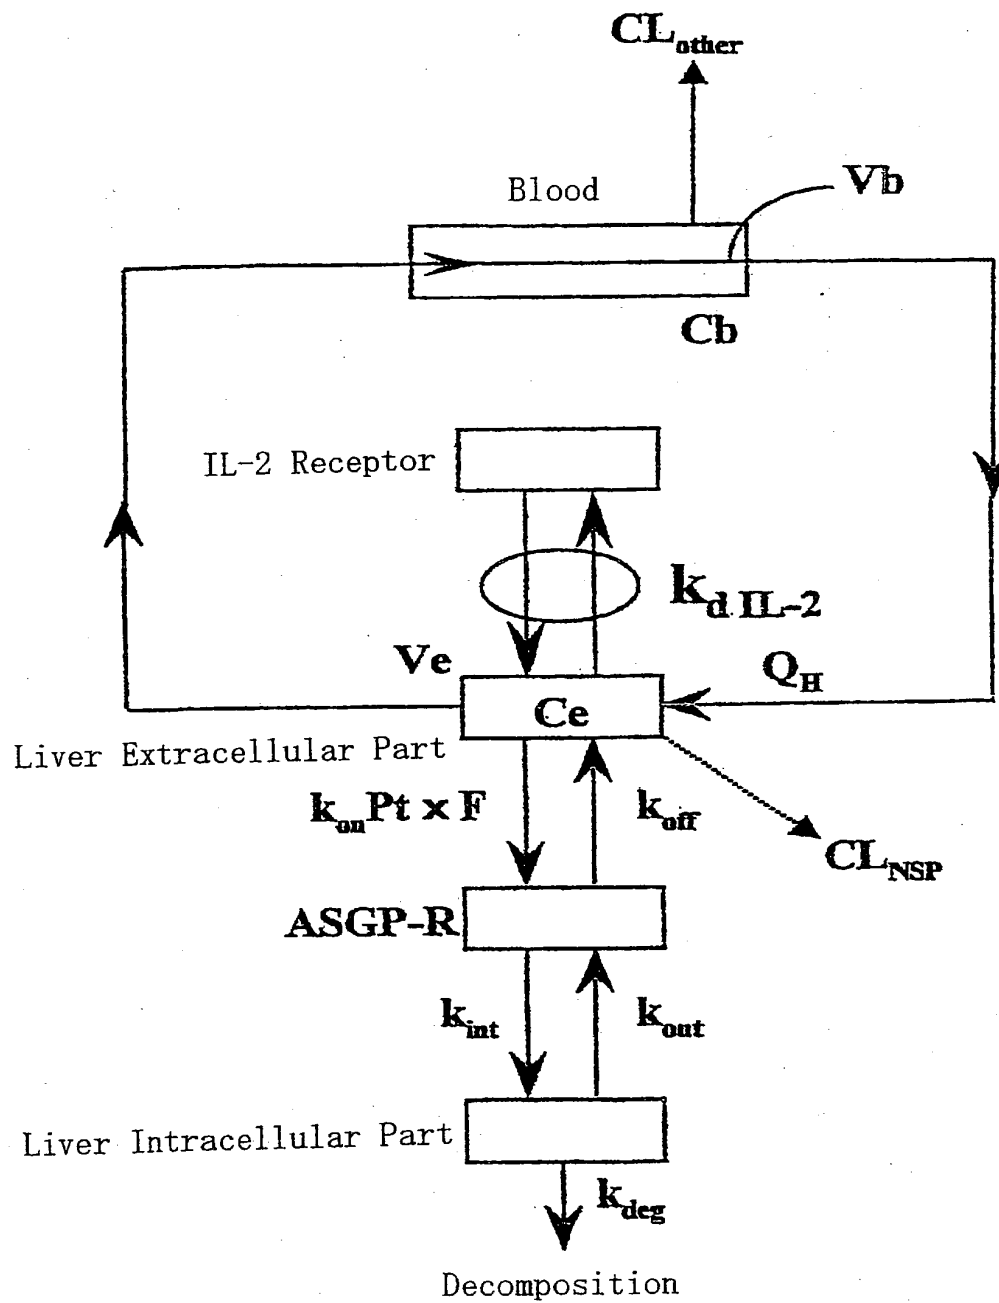 CLother
Blood
Vb
Cb
IL-2 Receptor
kd IL-2
Ve
QH
Ce
Liver Extracellular Part
konPt x F
koff
CLNSP
ASGP-R
kint
kout
Liver Intracellular Part
kdeg
Decomposition